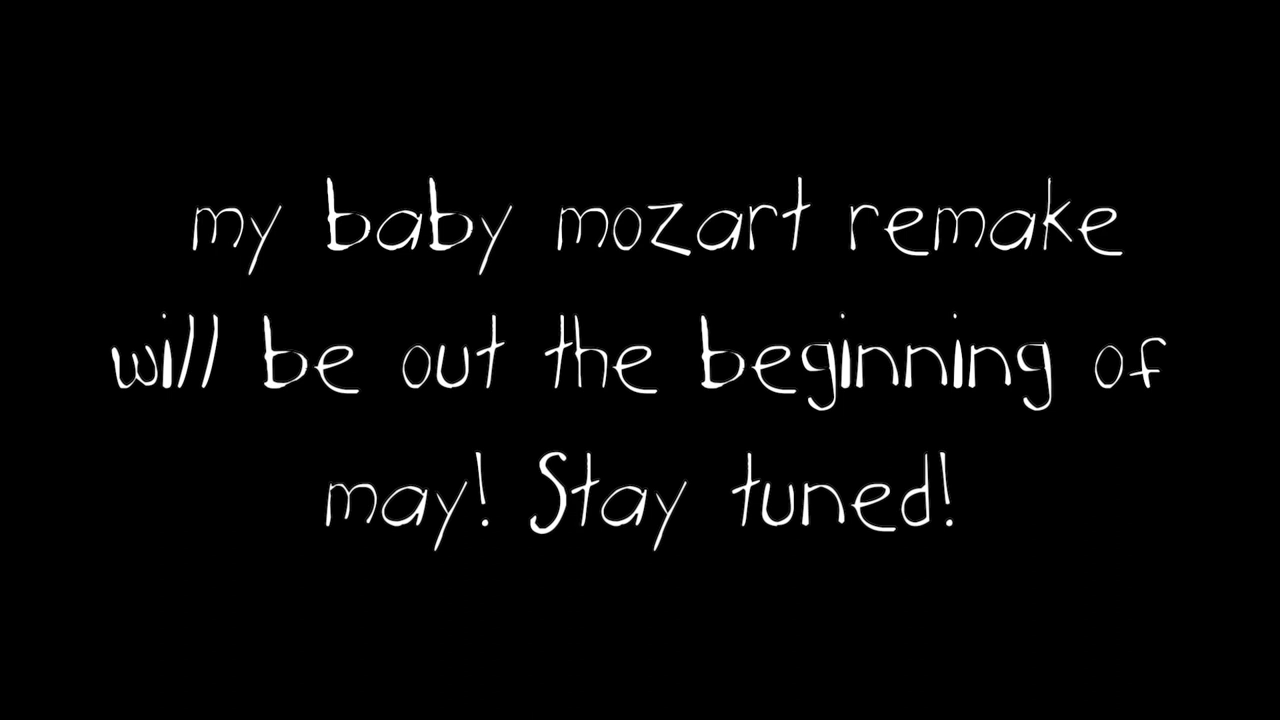 my baby mozart remake
will be out the beginning of
may! Stay tuned!